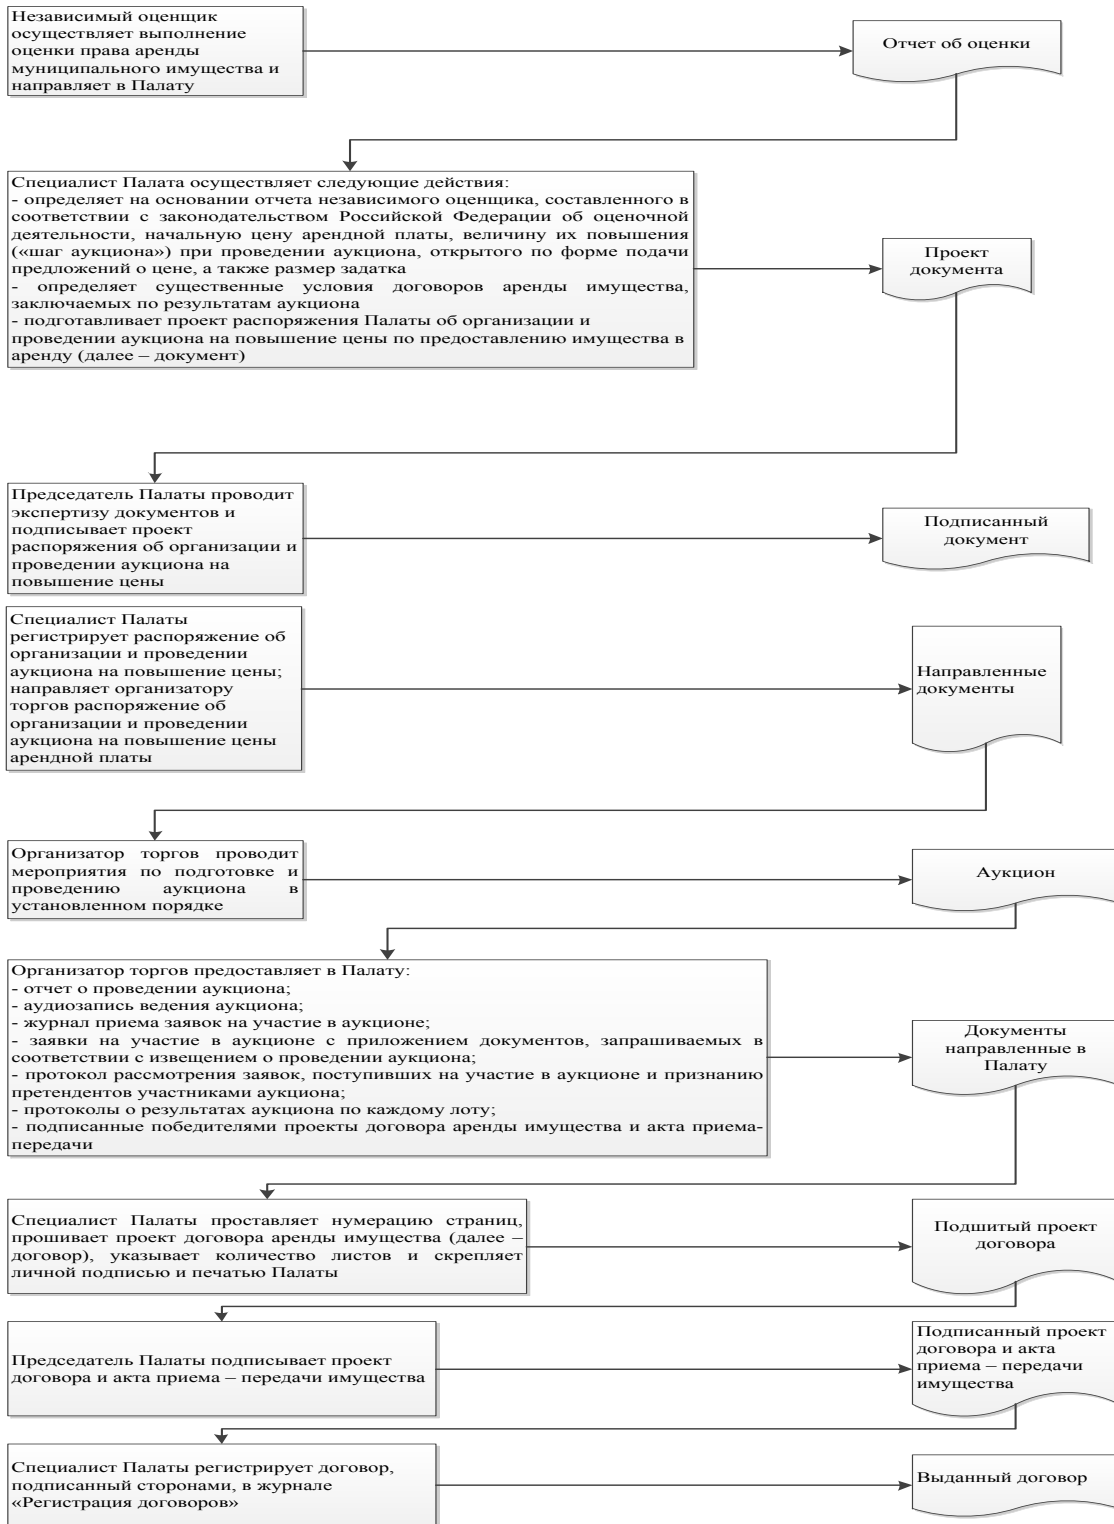 Независимый оценщик
осуществляет выполнение
оценки права аренды
муниципального имущества и
направляет в Палату
Отчет об оценки
Специалист Палата осуществляет следующие действия:
- определяет на основании отчета независимого оценщика, составленного в
соответствии с законодательством Российской Федерации об оценочной
деятельности, начальную цену арендной платы, величину их повышения
(«шаг аукциона») при проведении аукциона, открытого по форме подачи
предложений о цене, а также размер задатка
- определяет существенные условия договоров аренды имущества,
заключаемых по результатам аукциона
- подготавливает проект распоряжения Палаты об организации и
проведении аукциона на повышение цены по предоставлению имущества в
аренду (далее – документ)
Проект
документа
Председатель Палаты проводит
экспертизу документов и
подписывает проект
распоряжения об организации и
проведении аукциона на
повышение цены
Подписанный
документ
Специалист Палаты
регистрирует распоряжение об
организации и проведении
аукциона на повышение цены;
направляет организатору
торгов распоряжение об
организации и проведении
аукциона на повышение цены
арендной платы
Направленные
документы
Организатор торгов проводит
мероприятия по подготовке и
проведению аукциона в
установленном порядке
Аукцион
Организатор торгов предоставляет в Палату:
- отчет о проведении аукциона;
- аудиозапись ведения аукциона;
- журнал приема заявок на участие в аукционе;
- заявки на участие в аукционе с приложением документов, запрашиваемых в
соответствии с извещением о проведении аукциона;
- протокол рассмотрения заявок, поступивших на участие в аукционе и признанию
претендентов участниками аукциона;
- протоколы о результатах аукциона по каждому лоту;
- подписанные победителями проекты договора аренды имущества и акта приема-
передачи
Документы
направленные в
Палату
Специалист Палаты проставляет нумерацию страниц,
прошивает проект договора аренды имущества (далее –
договор), указывает количество листов и скрепляет
личной подписью и печатью Палаты
Подшитый проект
договора
Председатель Палаты подписывает проект
договора и акта приема – передачи имущества
Подписанный проект
договора и акта
приема – передачи
имущества
Специалист Палаты регистрирует договор,
подписанный сторонами, в журнале
«Регистрация договоров»
Выданный договор